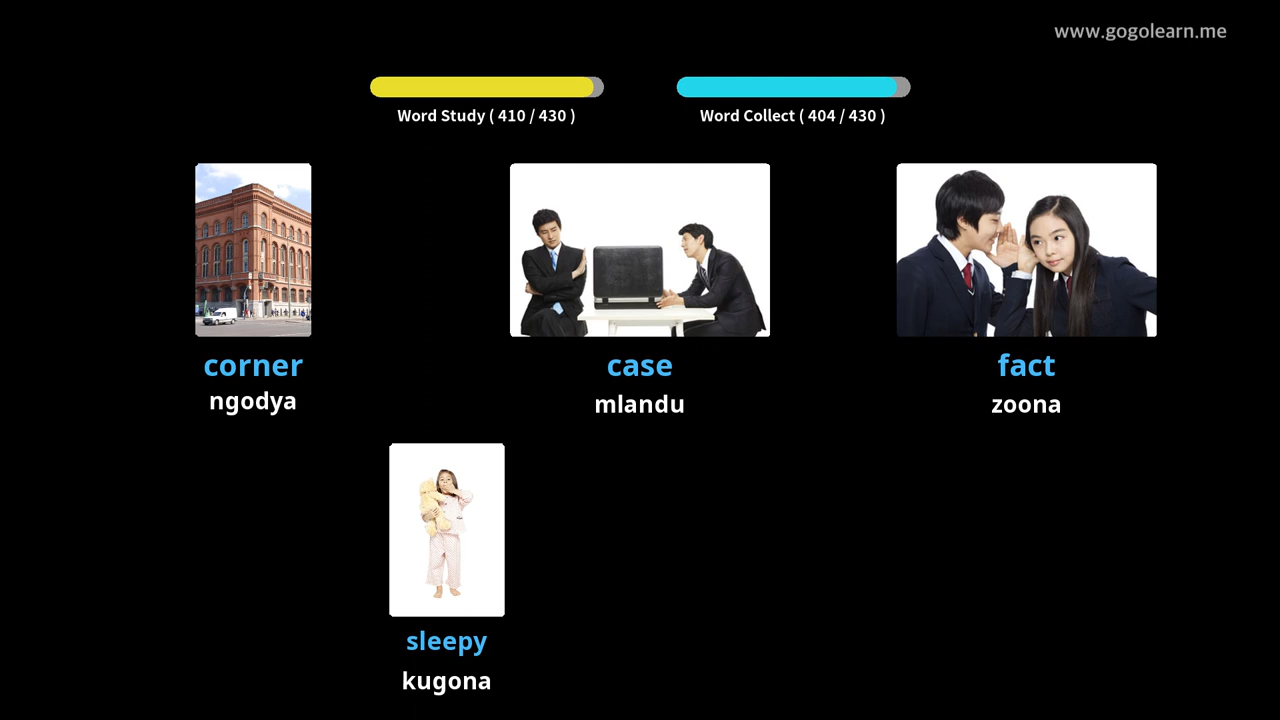 www.gogolearn.me
Word Study ( 410 / 430 )
Word Collect ( 404 / 430 )
corner
ngodya
case
mlandu
fact
zoona
sleepy
kugona